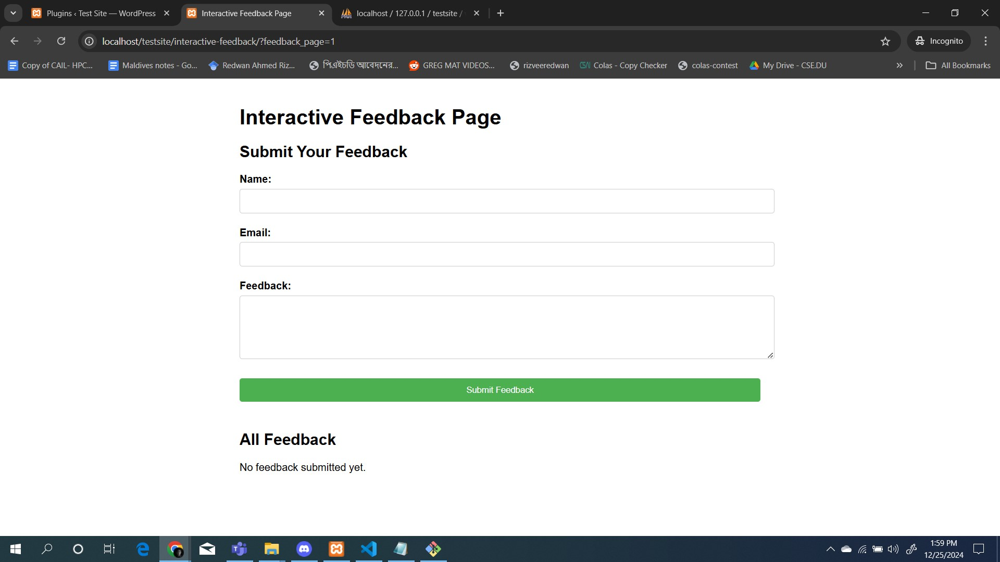 Plugins ‹ Test Site — WordPress
Interactive Feedback Page
localhost / 127.0.0.1 / testsite /
localhost/testsite/interactive-feedback/?feedback_page=1
Incognito
Copy of CAIL- HPC...
Maldives notes - Go...
Redwan Ahmed Riz...
পিএইচডি আবেদনের...
GREG MAT VIDEOS...
rizveeredwan
CSN
Colas - Copy Checker
colas-contest
My Drive - CSE.DU
All Bookmarks
Interactive Feedback Page
Submit Your Feedback
Name:
Email:
Feedback:
Submit Feedback
All Feedback
No feedback submitted yet.
1:59 PM
12/25/2024